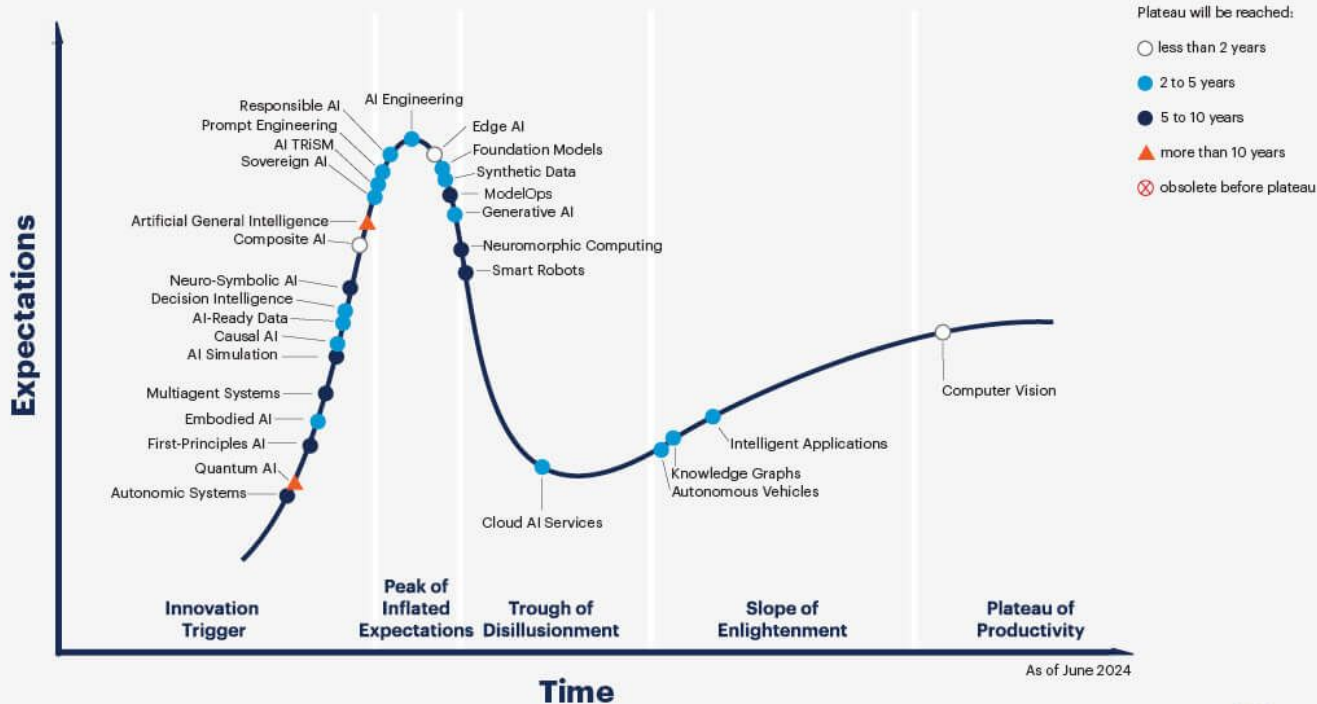 Plateau will be reached:
less than 2 years
2 to 5 years
5 to 10 years
more than 10 years
obsolete before plateau
Expectations
AI Engineering
Responsible AI
Prompt Engineering
AI TRiSM
Sovereign AI
Artificial General Intelligence
Composite AI
Neuro-Symbolic AI
Decision Intelligence
AI-Ready Data
Causal AI
AI Simulation
Multiagent Systems
Embodied AI
First-Principles AI
Quantum AI
Autonomic Systems
Edge AI
Foundation Models
Synthetic Data
ModelOps
Generative AI
Neuromorphic Computing
Smart Robots
Cloud AI Services
Computer Vision
Intelligent Applications
Knowledge Graphs
Autonomous Vehicles
Innovation
Trigger
Peak of
Inflated
Expectations
Trough of
Disillusionment
Slope of
Enlightenment
Plateau of
Productivity
As of June 2024
Time